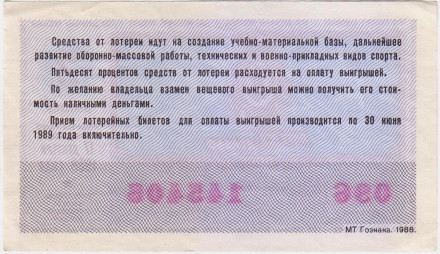 Средства от лотереи идут на создание учебно-материальной базы, дальнейшее
развитие оборонно-массовой работы, технических и военно-прикладных видов спорта.
Пятьдесят процентов средств от лотереи расходуется на оплату выигрышей.
По желанию владельца взамен вещевого выигрыша можно получить его стои-
мость наличными деньгами.
Прием лотерейных билетов для оплаты выигрышей производится по 30 июня
1989 года включительно.
096 145406
МТ Гознака. 1988.